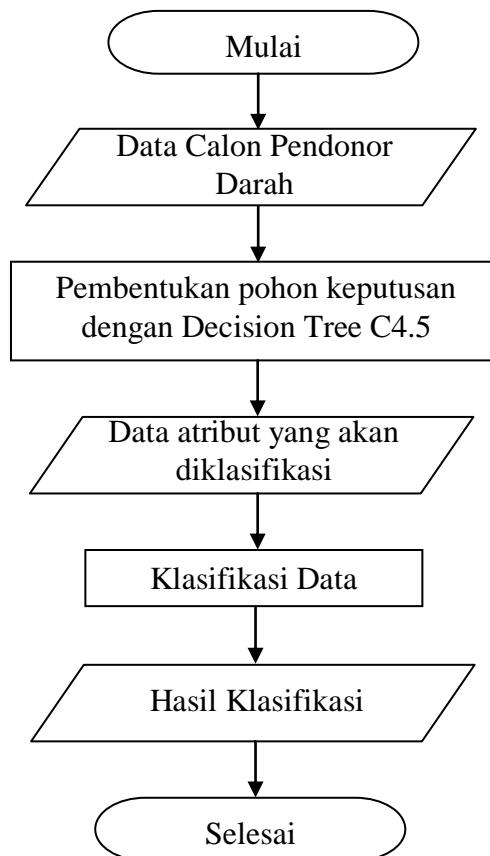 Mulai
Data Calon Pendonor
Darah
Pembentukan pohon keputusan
dengan Decision Tree C4.5
Data atribut yang akan
diklasifikasi
Klasifikasi Data
Hasil Klasifikasi
Selesai